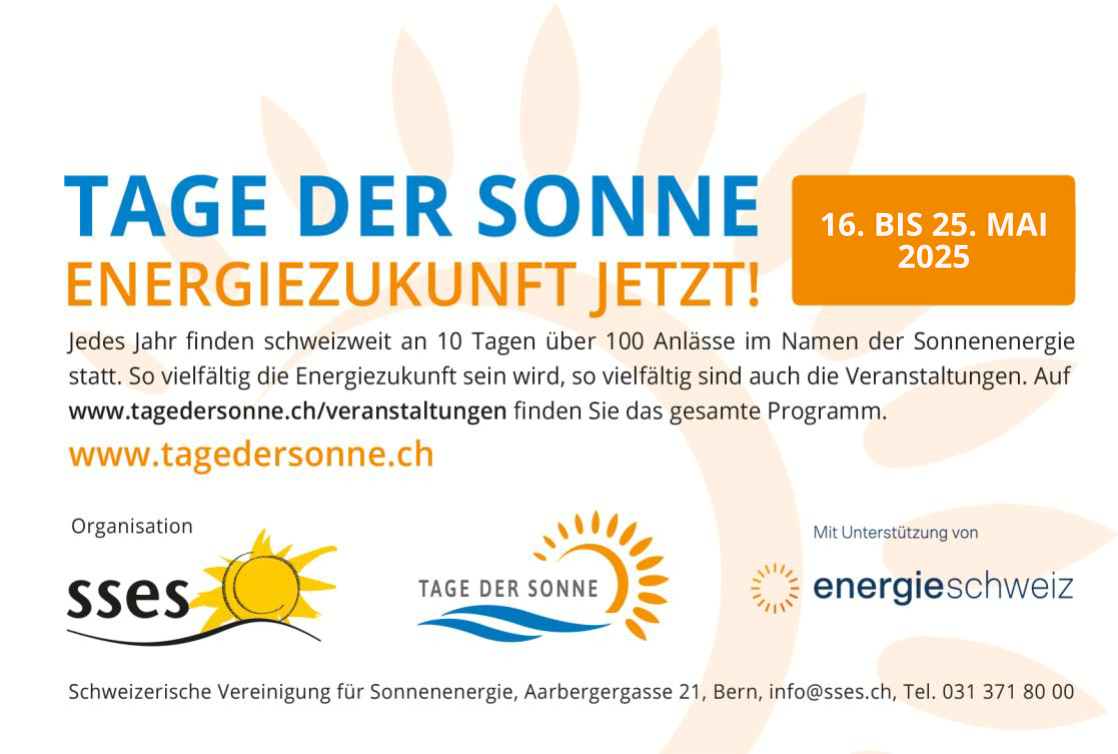 TAGE DER SONNE
ENERGIEZUKUNFT JETZT!
16. BIS 25. MAI
2025
Jedes Jahr finden schweizweit an 10 Tagen über 100 Anlässe im Namen der Sonnenenergie
statt. So vielfältig die Energiezukunft sein wird, so vielfältig sind auch die Veranstaltungen. Auf
www.tagedersonne.ch/veranstaltungen finden Sie das gesamte Programm.
www.tagedersonne.ch
Organisation
sses
TAGE DER SONNE
Mit Unterstützung von
energieschweiz
Schweizerische Vereinigung für Sonnenenergie, Aarbergergasse 21, Bern, info@sses.ch, Tel. 031 371 80 00